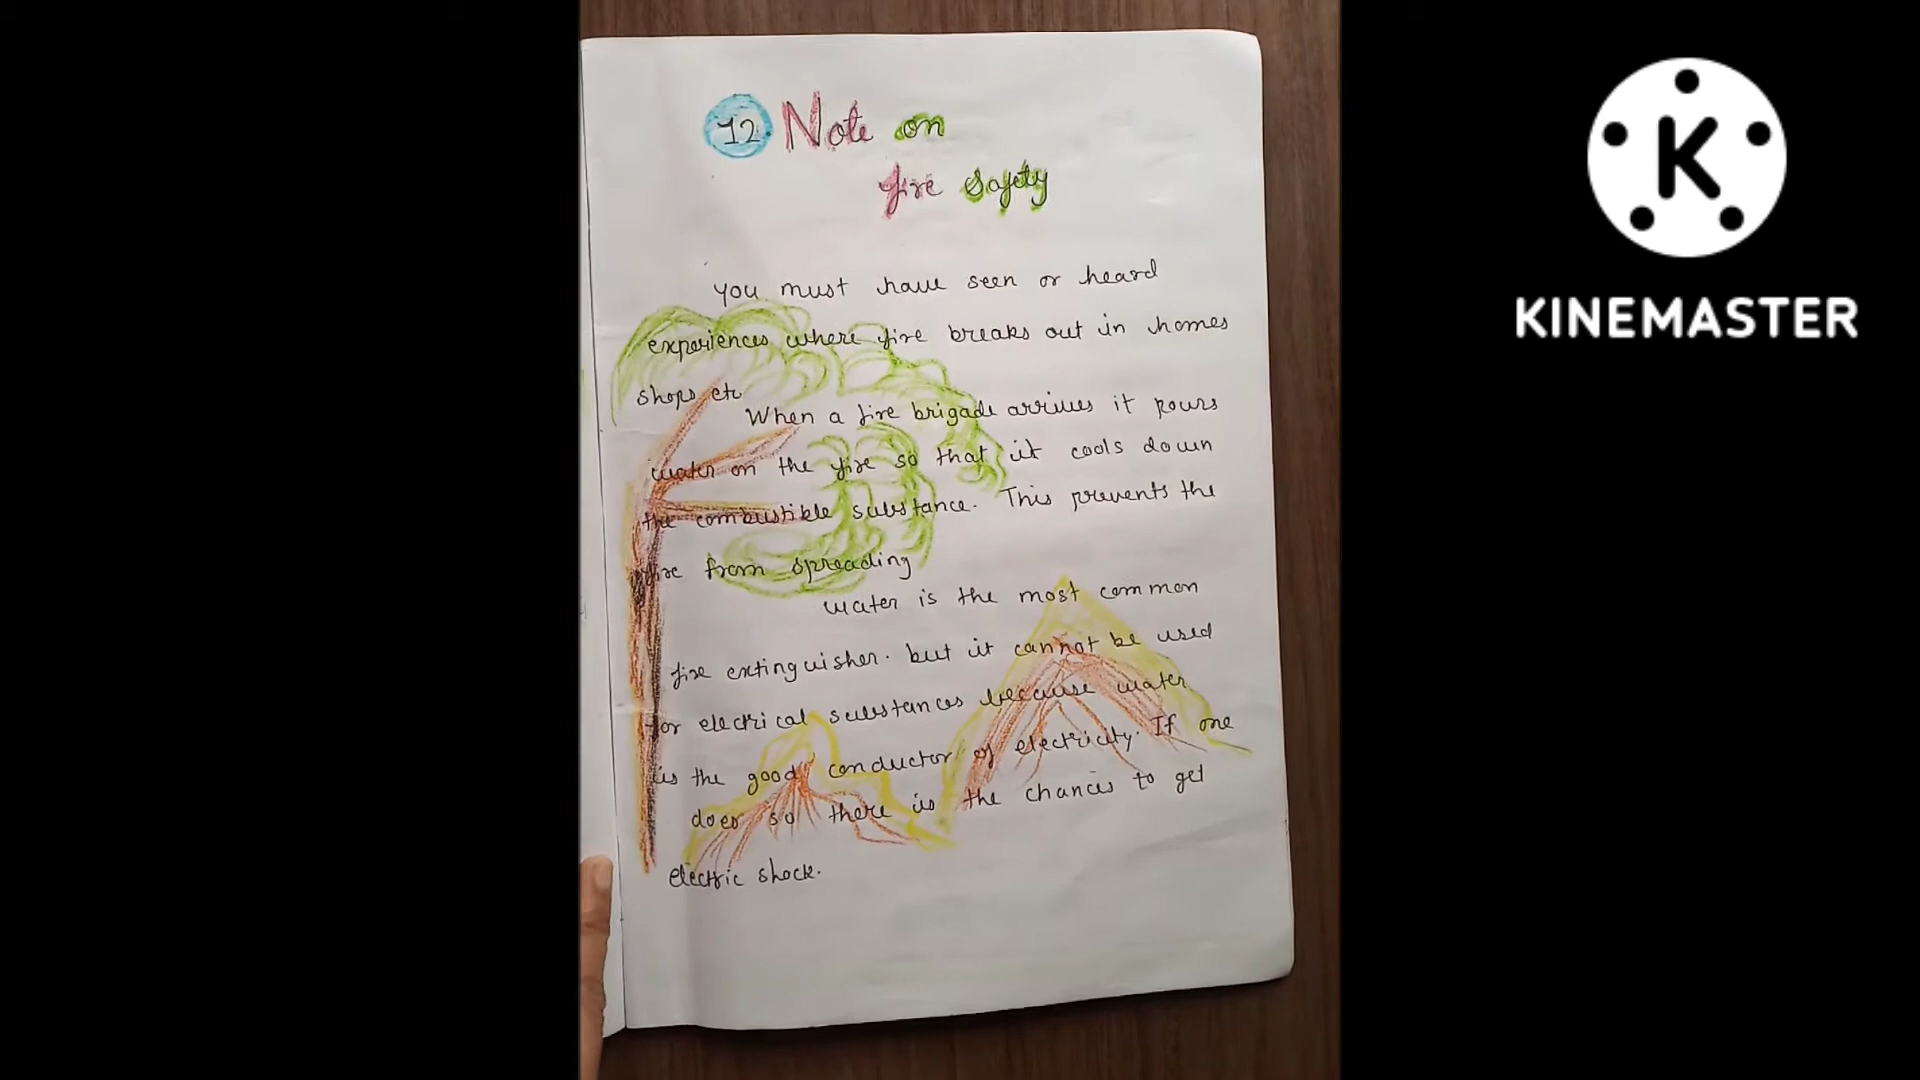 12 Note on
fire safety
You must have seen or heard
experiences where fire breaks out in homes
shops etc
When a fire brigade arrives it pours
water on the fire so that it cools down
the combustible substance. This prevents the
fire from spreading
water is the most common
fire extinguisher. but it cannot be used
for electrical substances because water
is the good conductor of electricity. If one
does so there is the chances to get
electric shock.
K
KINEMASTER